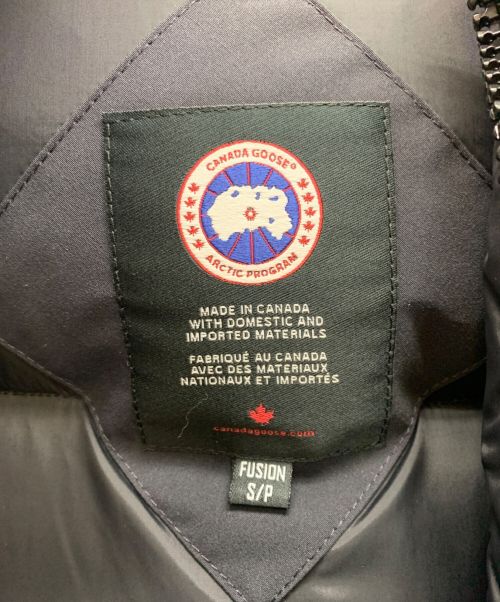 CANADA GOOSE®
ARCTIC PROGRAM
MADE IN CANADA
WITH DOMESTIC AND
IMPORTED MATERIALS
FABRIQUÉ AU CANADA
AVEC DES MATERIAUX
NATIONAUX ET IMPORTÉS
canadagoose.com
FUSION
S/P